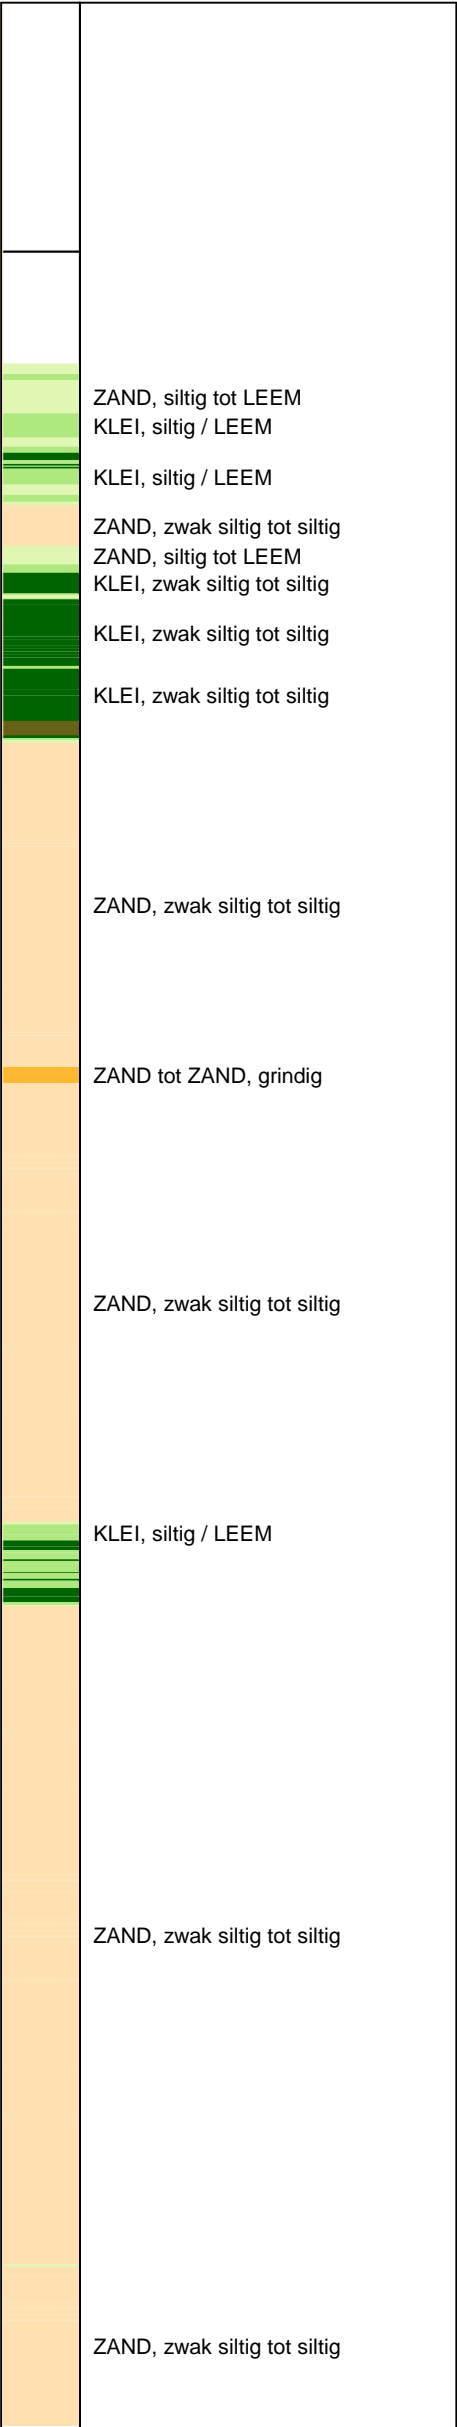 ZAND, siltig tot LEEM
KLEI, siltig / LEEM
KLEI, siltig / LEEM
ZAND, zwak siltig tot siltig
ZAND, siltig tot LEEM
KLEI, zwak siltig tot siltig
KLEI, zwak siltig tot siltig
KLEI, zwak siltig tot siltig
ZAND, zwak siltig tot siltig
ZAND tot ZAND, grindig
ZAND, zwak siltig tot siltig
KLEI, siltig / LEEM
ZAND, zwak siltig tot siltig
ZAND, zwak siltig tot siltig